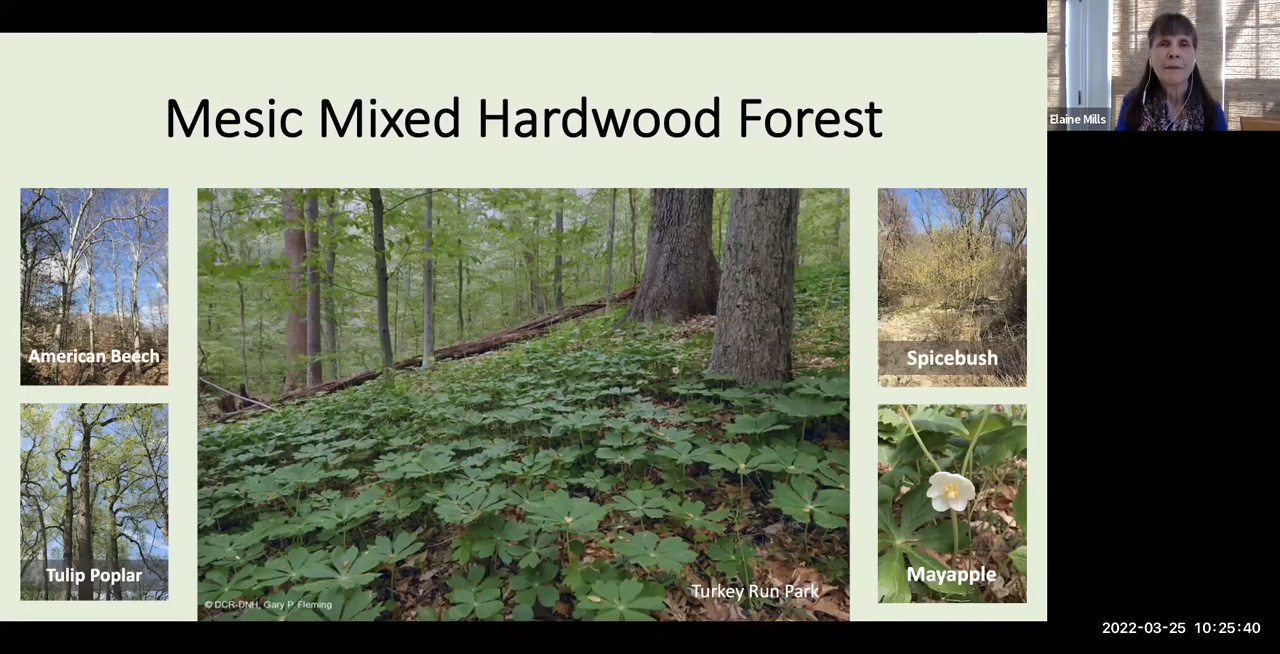 Mesic Mixed Hardwood Forest
Elaine Mills
American Beech
Spicebush
Tulip Poplar
Mayapple
Turkey Run Park
© DCR-DNH, Gary P. Fleming
2022-03-25 10:25:40